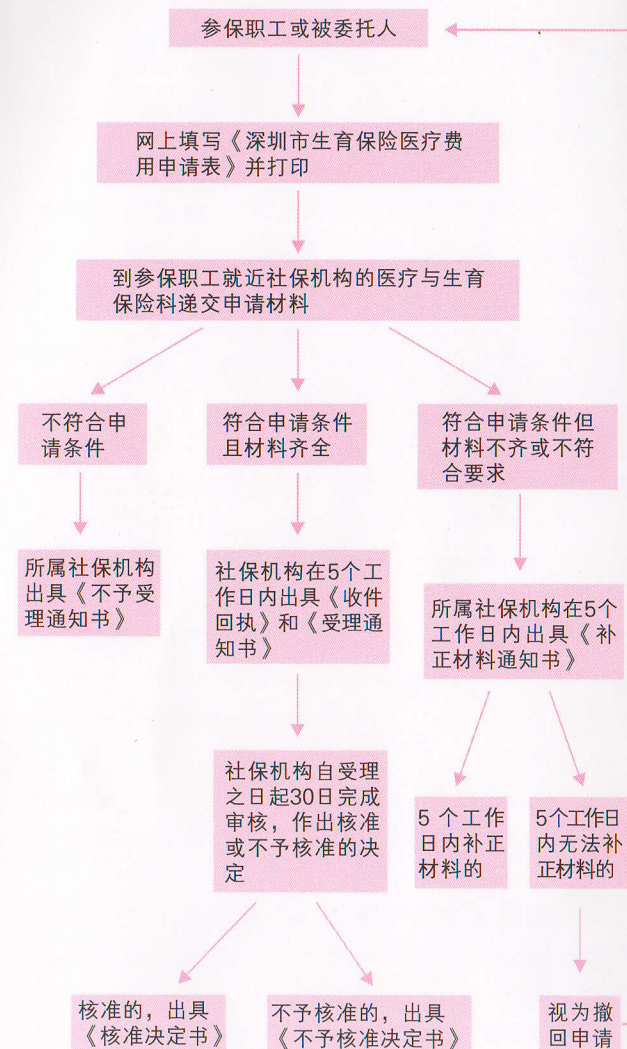 参保职工或被委托人
网上填写《深圳市生育保险医疗费
用申请表》并打印
到参保职工就近社保机构的医疗与生育
保险科递交申请材料
不符合申
请条件
符合申请条件
且材料齐全
符合申请条件但
材料不齐或不符
合要求
所属社保机构
出具《不予受
理通知书》
社保机构在5个工
作日内出具《收件
回执》和《受理通
知书》
所属社保机构在5个
工作日内出具《补
正材料通知书》
社保机构自受理
之日起30日完成
审核，作出核准
或不予核准的决
定
5个工作
日内补正
材料的
5个工作日
内无法补
正材料的
核准的，出具
《核准决定书》
不予核准的，出具
《不予核准决定书》
视为撤
回申请